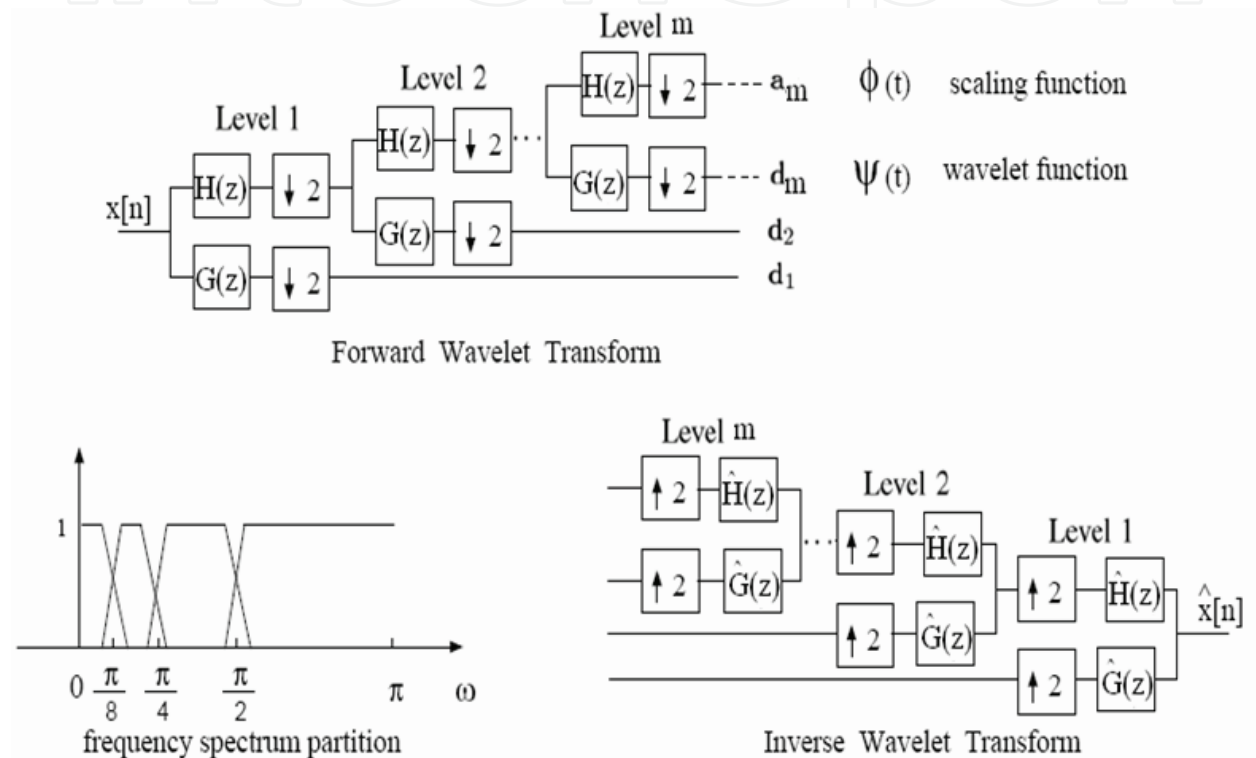 Level 1
Level 2
Level m
x[n]
H(z)
↓ 2
H(z)
↓ 2
...
H(z)
↓ 2
a_m
ϕ(t) scaling function
G(z)
↓ 2
d_m
ψ(t) wavelet function
G(z)
↓ 2
d₂
G(z)
↓ 2
d₁
Forward Wavelet Transform
1
0
π/8
π/4
π/2
π
ω
frequency spectrum partition
Level m
Level 2
Level 1
↑ 2
Ĥ(z)
↑ 2
Ĝ(z)
...
↑ 2
Ĥ(z)
↑ 2
Ĝ(z)
↑ 2
Ĥ(z)
↑ 2
Ĝ(z)
x̂[n]
Inverse Wavelet Transform